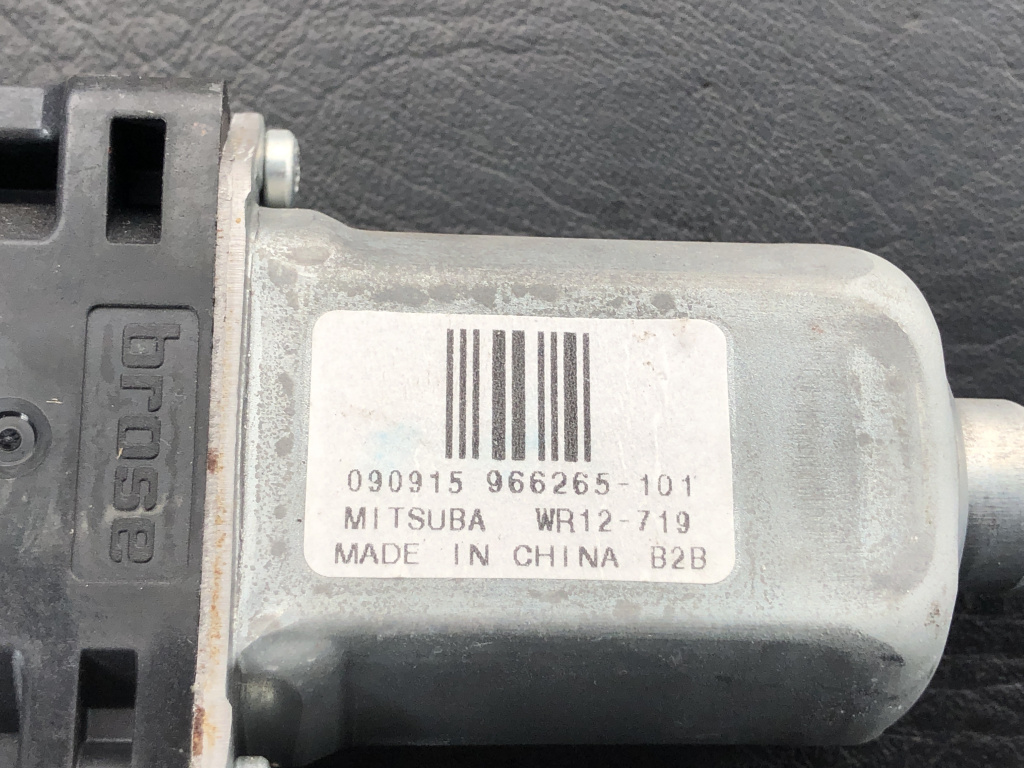 brose
090915 966265-101
MITSUBA WR12-719
MADE IN CHINA B2B